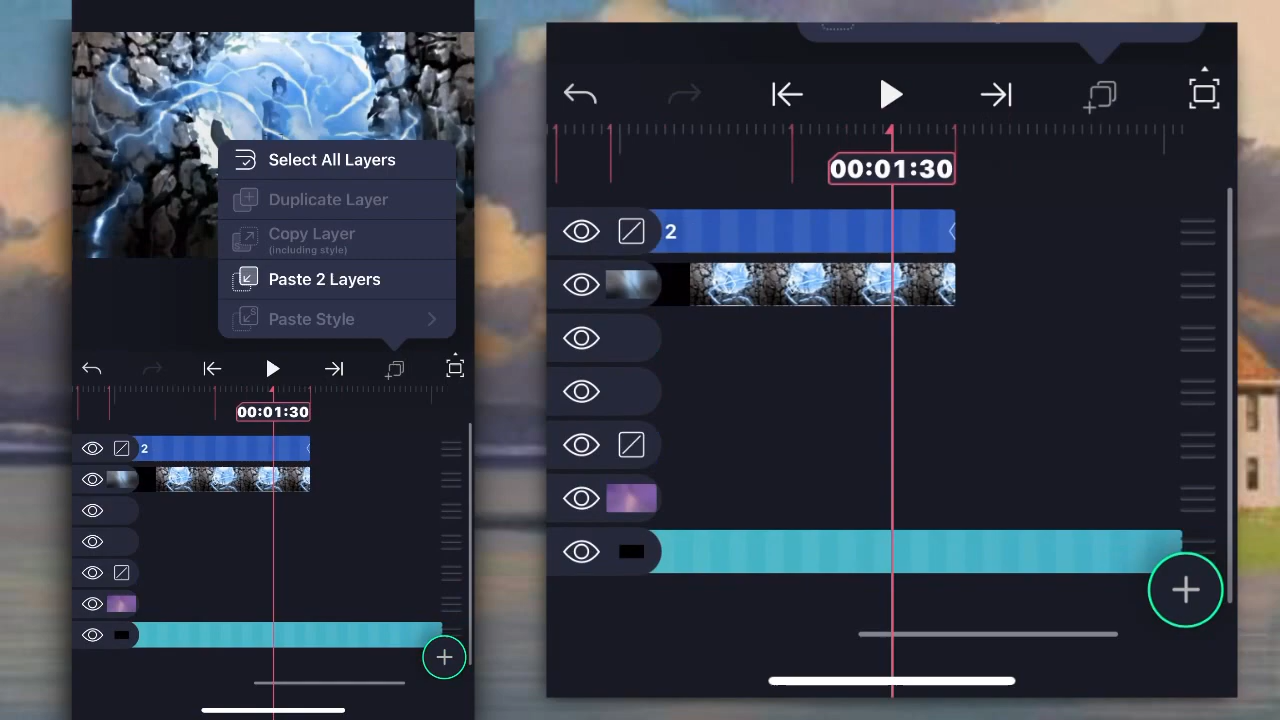 Select All Layers
Duplicate Layer
Copy Layer
(including style)
Paste 2 Layers
Paste Style
00:01:30
2
00:01:30
2